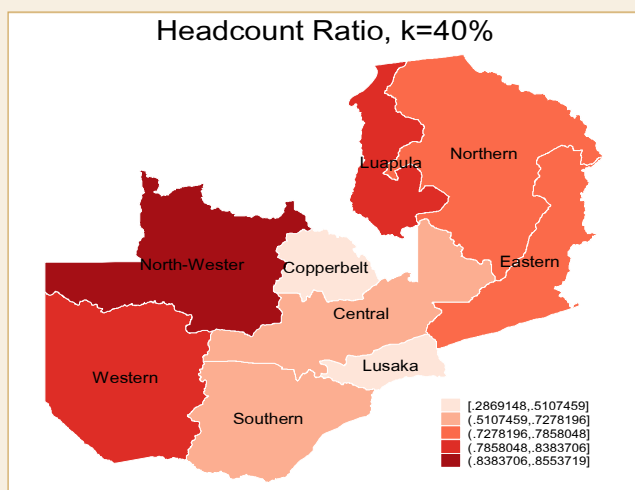 Headcount Ratio, k=40%
Luapula
Northern
North-Wester
Copperbelt
Eastern
Central
Lusaka
Western
Southern
[.2869148,.5107459]
(.5107459,.7278196]
(.7278196,.7858048]
(.7858048,.8383706]
(.8383706,.8553719]